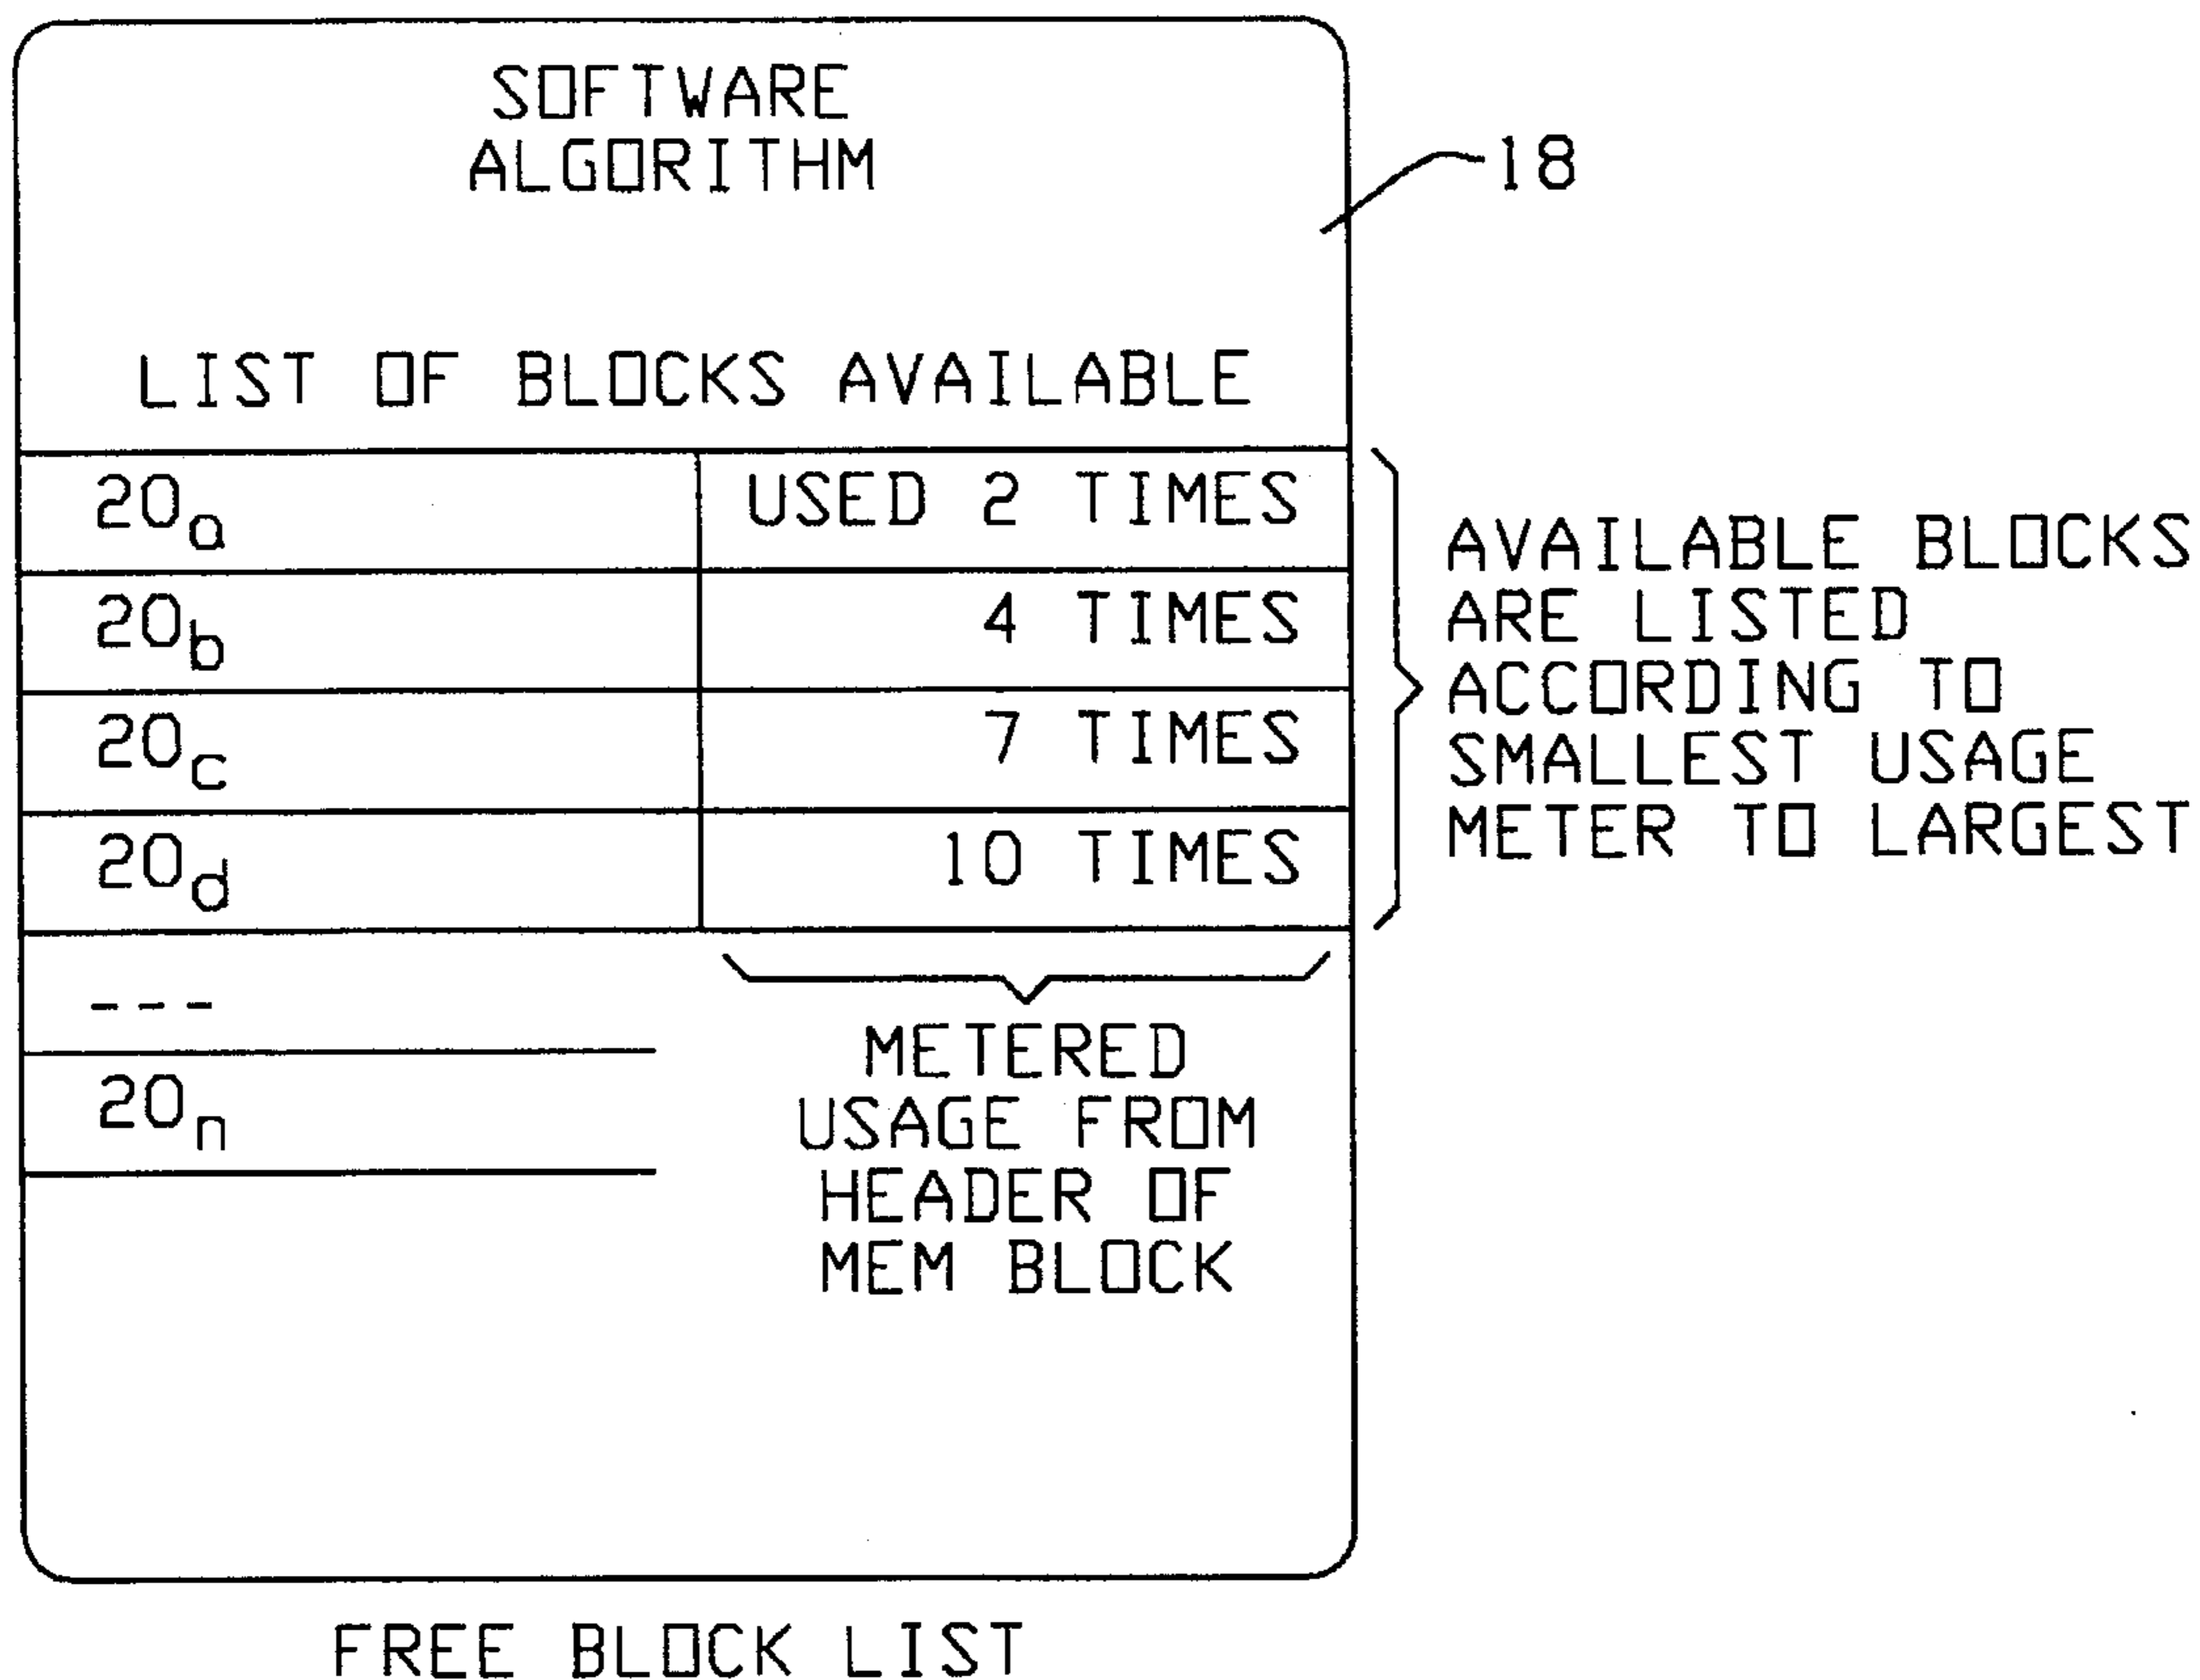 SOFTWARE
ALGORITHM
18
LIST OF BLOCKS AVAILABLE
20a USED 2 TIMES
20b 4 TIMES
20c 7 TIMES
20d 10 TIMES
AVAILABLE BLOCKS
ARE LISTED
ACCORDING TO
SMALLEST USAGE
METER TO LARGEST
---
20n
METERED
USAGE FROM
HEADER OF
MEM BLOCK
FREE BLOCK LIST